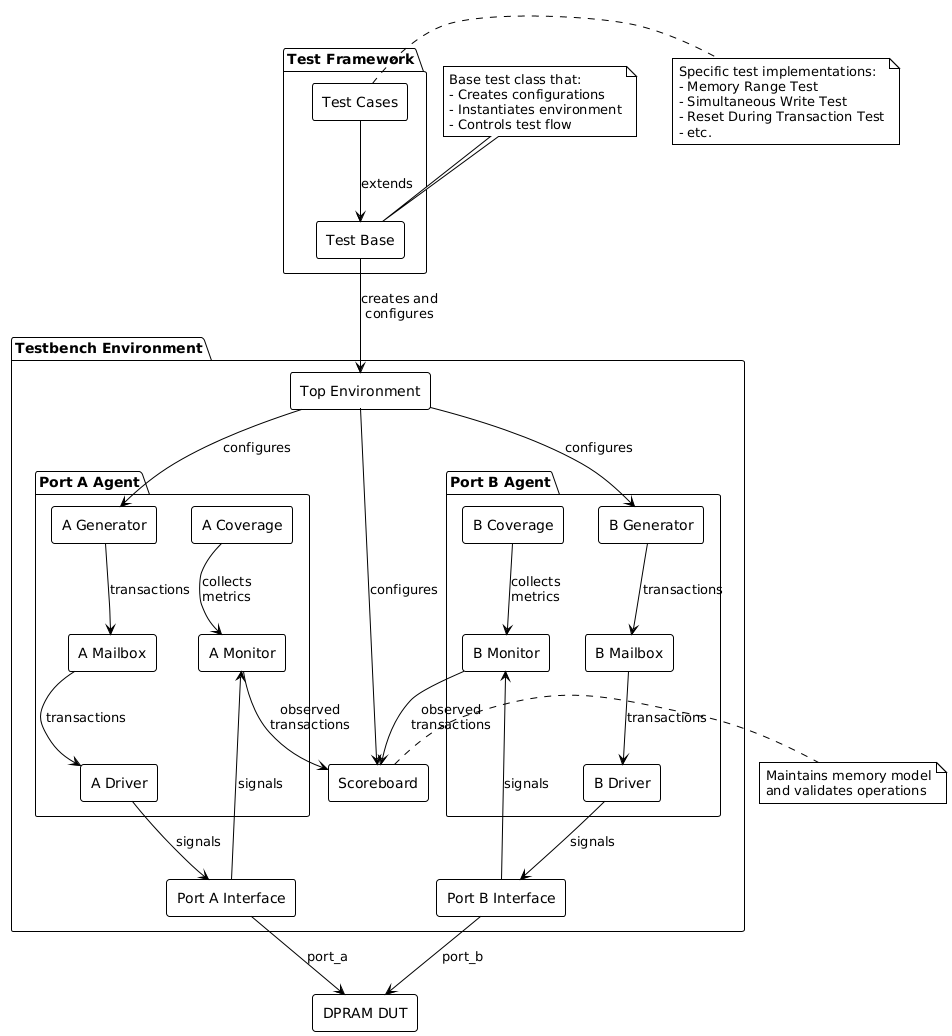 Test Framework
Test Cases
Base test class that:
- Creates configurations
- Instantiates environment
- Controls test flow
Specific test implementations:
- Memory Range Test
- Simultaneous Write Test
- Reset During Transaction Test
- etc.
extends
Test Base
creates and
configures
Testbench Environment
Top Environment
configures
configures
Port A Agent
Port B Agent
A Generator
A Coverage
B Coverage
B Generator
transactions
collects
metrics
configures
collects
metrics
transactions
A Mailbox
A Monitor
B Monitor
B Mailbox
transactions
observed
transactions
observed
transactions
transactions
A Driver
signals
Scoreboard
signals
B Driver
Maintains memory model
and validates operations
signals
signals
Port A Interface
Port B Interface
port_a
port_b
DPRAM DUT